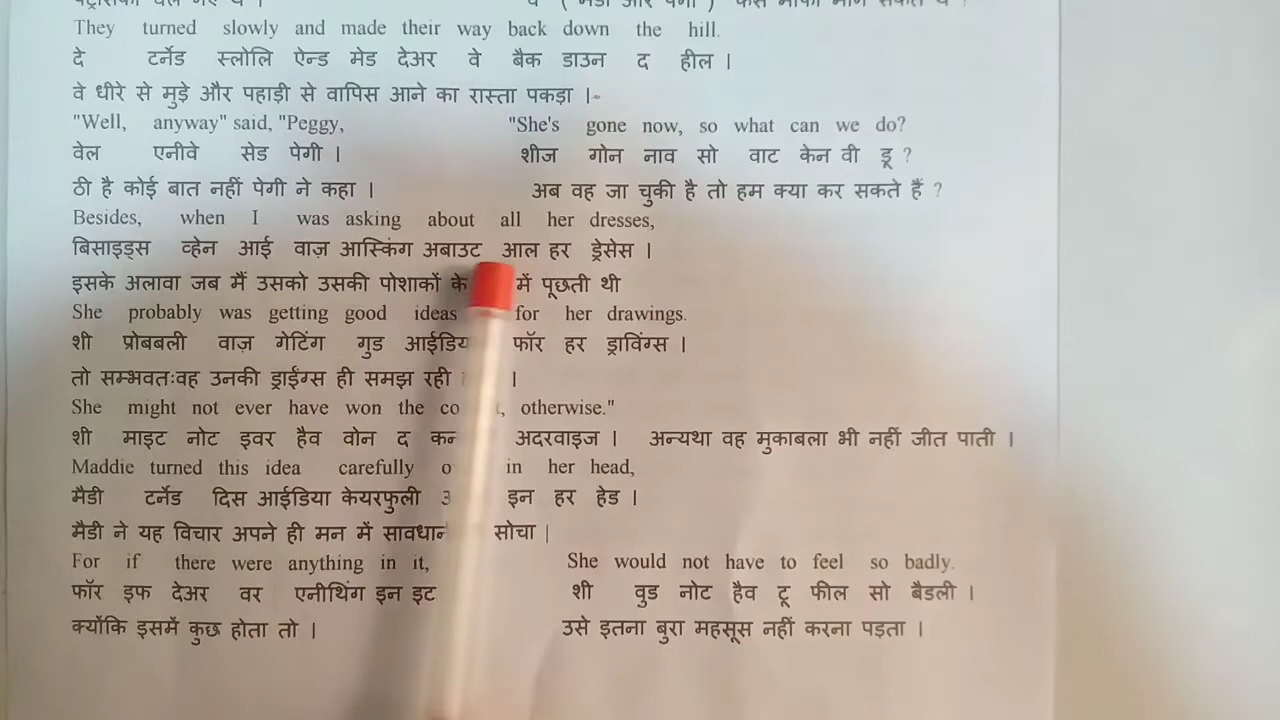 They turned slowly and made their way back down the hill.
दे टर्नेड स्लोलि ऐन्ड मेड देअर वे बैक डाउन द हील ।
वे धीरे से मुड़े और पहाड़ी से वापिस आने का रास्ता पकड़ा ।-
"Well, anyway" said, "Peggy, "She's gone now, so what can we do?
वेल एनीवे सेड पेगी । शीज गोन नाव सो वाट केन वी डू ?
ठी है कोई बात नहीं पेगी ने कहा । अब वह जा चुकी है तो हम क्या कर सकते हैं ?
Besides, when I was asking about all her dresses,
बिसाइड्स व्हेन आई वाज़ आस्किंग अबाउट आल हर ड्रेसेस ।
इसके अलावा जब मैं उसको उसकी पोशाकों के में पूछती थी
She probably was getting good ideas for her drawings.
शी प्रोबबली वाज़ गेटिंग गुड फॉर हर ड्राविंग्स ।
तो सम्भवतःवह उनकी ड्राईंग्स ही समझ रही ।
She might not ever have won the otherwise."
शी माइट नोट इवर हैव वोन द अदरवाइज । अन्यथा वह मुकाबला भी नहीं जीत पाती ।
Maddie turned this idea carefully in her head,
मैडी टर्नेड दिस आईडिया केयरफुली इन हर हेड ।
मैडी ने यह विचार अपने ही मन में सोचा |
For if there were anything in it, She would not have to feel so badly.
फॉर इफ देअर वर एनीथिंग इन इट शी वुड नोट हैव टू फील सो बैडली ।
क्योंकि इसमें कुछ होता तो । उसे इतना बुरा महसूस नहीं करना पड़ता ।